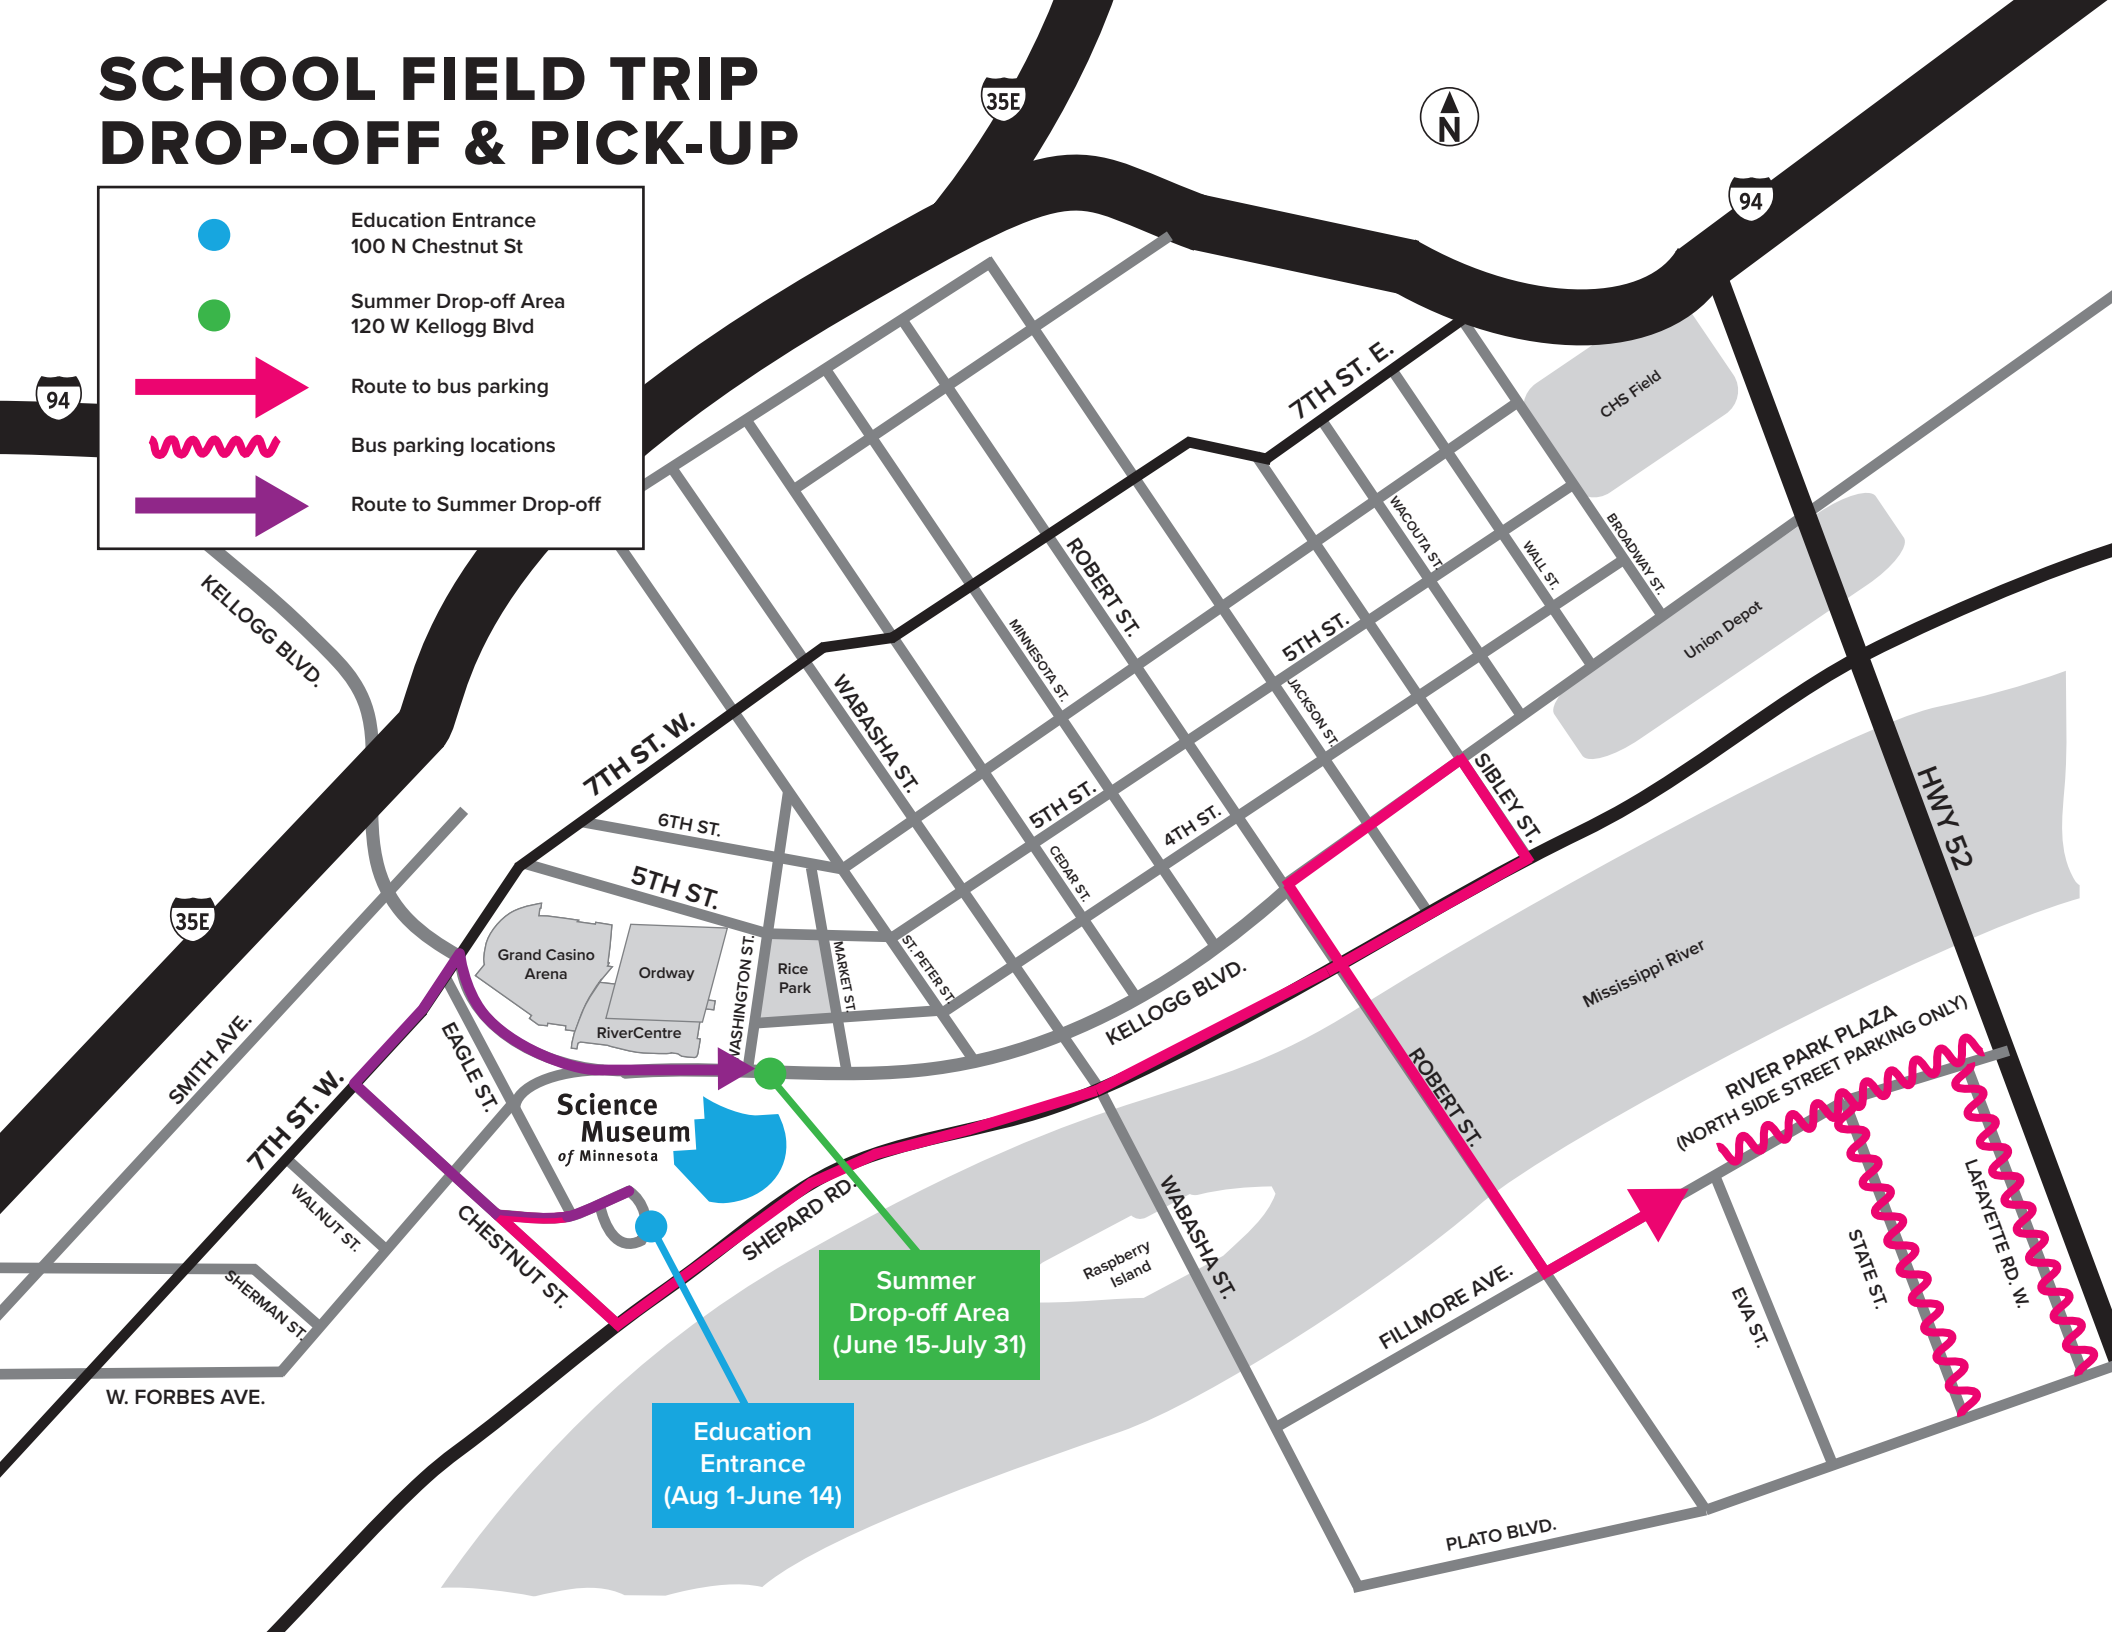 SCHOOL FIELD TRIP
DROP-OFF & PICK-UP
Education Entrance
100 N Chestnut St
Summer Drop-off Area
120 W Kellogg Blvd
Route to bus parking
Bus parking locations
Route to Summer Drop-off
35E
N
94
94
35E
7TH ST. E.
CHS Field
KELLOGG BLVD.
WACOUTA ST.
WALL ST.
BROADWAY ST.
ROBERT ST.
MINNESOTA ST.
5TH ST.
Union Depot
JACKSON ST.
WABASHA ST.
7TH ST. W.
6TH ST.
5TH ST.
5TH ST.
4TH ST.
CEDAR ST.
SIBLEY ST.
HWY 52
Grand Casino
Arena
Ordway
RiverCentre
WASHINGTON ST.
Rice
Park
MARKET ST.
ST. PETER ST.
KELLOGG BLVD.
Mississippi River
SMITH AVE.
EAGLE ST.
7TH ST. W.
Science
Museum
of Minnesota
RIVER PARK PLAZA
(NORTH SIDE STREET PARKING ONLY)
ROBERT ST.
WALNUT ST.
CHESTNUT ST.
SHEPARD RD.
SHERMAN ST.
W. FORBES AVE.
Raspberry
Island
WABASHA ST.
FILLMORE AVE.
EVA ST.
STATE ST.
LAFAYETTE RD. W.
PLATO BLVD.
Summer
Drop-off Area
(June 15-July 31)
Education
Entrance
(Aug 1-June 14)